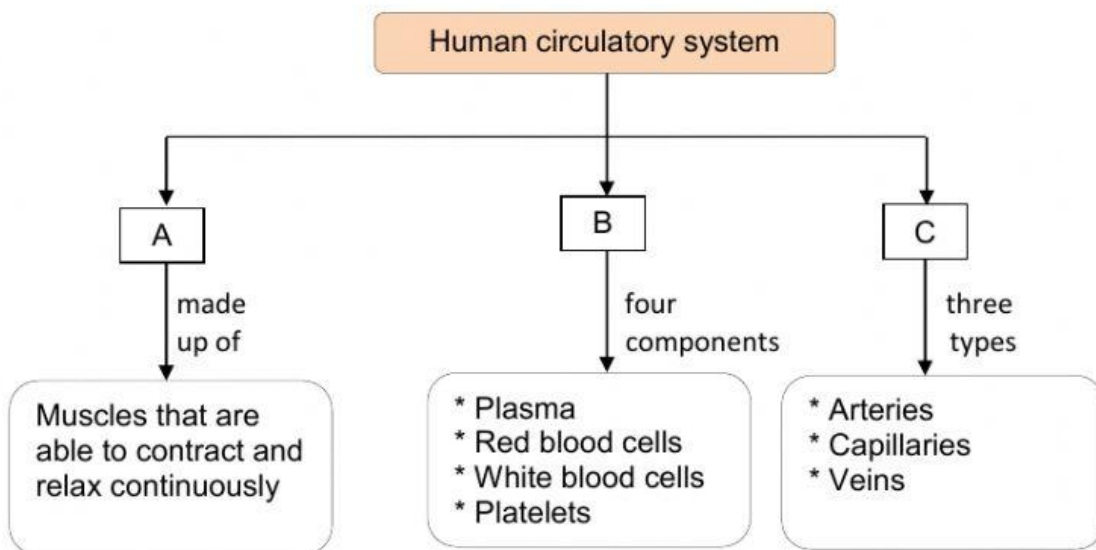 Human circulatory system
A
B
C
made
up of
four
components
three
types
Muscles that are
able to contract and
relax continuously
* Plasma
* Red blood cells
* White blood cells
* Platelets
* Arteries
* Capillaries
* Veins